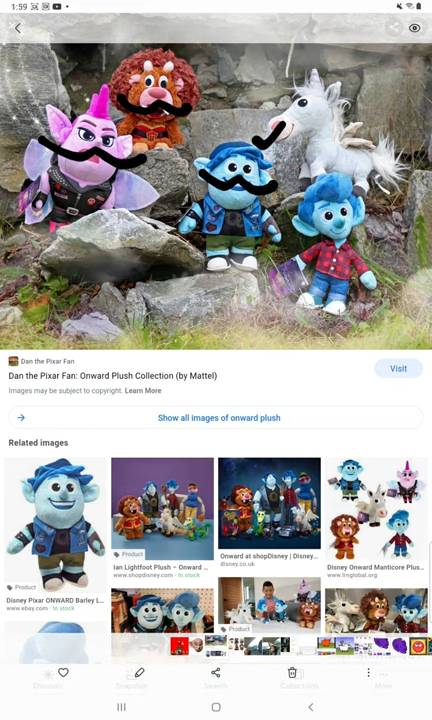 1:59
Dan the Pixar Fan
Dan the Pixar Fan: Onward Plush Collection (by Mattel)
Visit
Images may be subject to copyright. Learn More
Show all images of onward plush
Related images
Product
Disney Pixar ONWARD Barley L...
www.ebay.com · In stock
Product
Ian Lightfoot Plush – Onward ...
www.shopdisney.com · In stock
Onward at shopDisney | Disney...
disney.co.uk
Disney Onward Manticore Plus...
www.lrnglobal.org
Product
Discover
Snapshot
Search
Collections
More